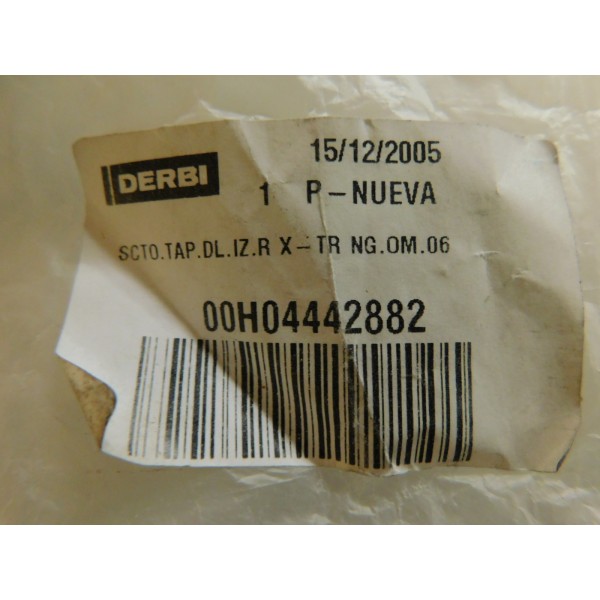 15/12/2005
DERBI
1 P-NUEVA
SCTO.TAP.DL.IZ.R X-TR NG.OM.06
00H04442882